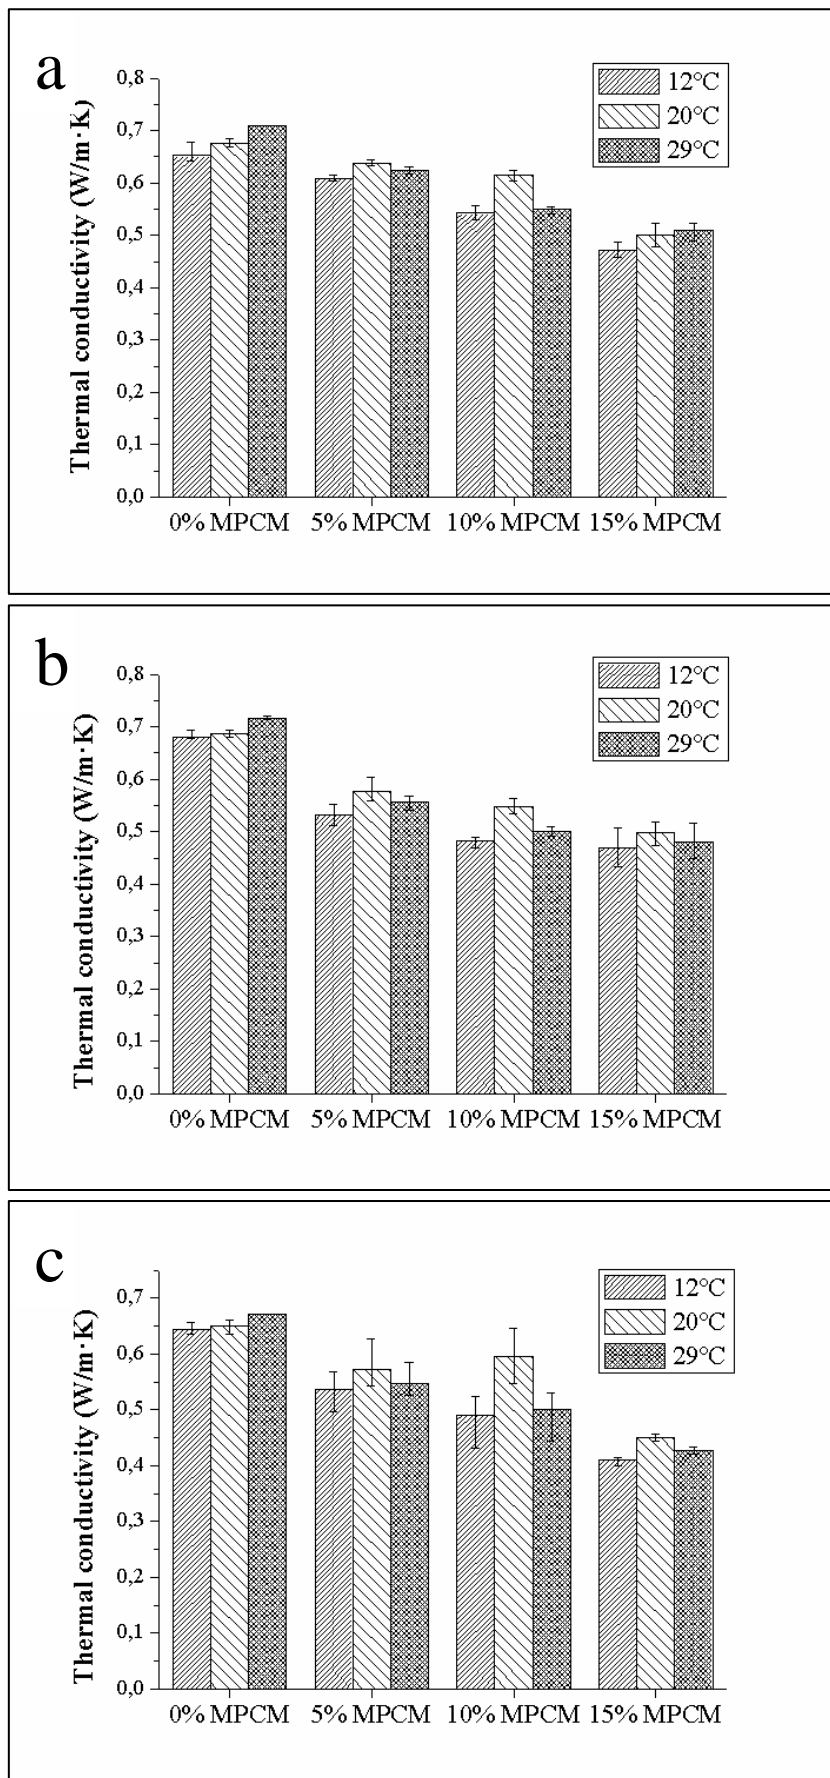 a
12°C
20°C
29°C
Thermal conductivity (W/m·K)
0,8
0,7
0,6
0,5
0,4
0,3
0,2
0,1
0,0
0% MPCM 5% MPCM 10% MPCM 15% MPCM
b
12°C
20°C
29°C
Thermal conductivity (W/m·K)
0,8
0,7
0,6
0,5
0,4
0,3
0,2
0,1
0,0
0% MPCM 5% MPCM 10% MPCM 15% MPCM
c
12°C
20°C
29°C
Thermal conductivity (W/m·K)
0,7
0,6
0,5
0,4
0,3
0,2
0,1
0,0
0% MPCM 5% MPCM 10% MPCM 15% MPCM